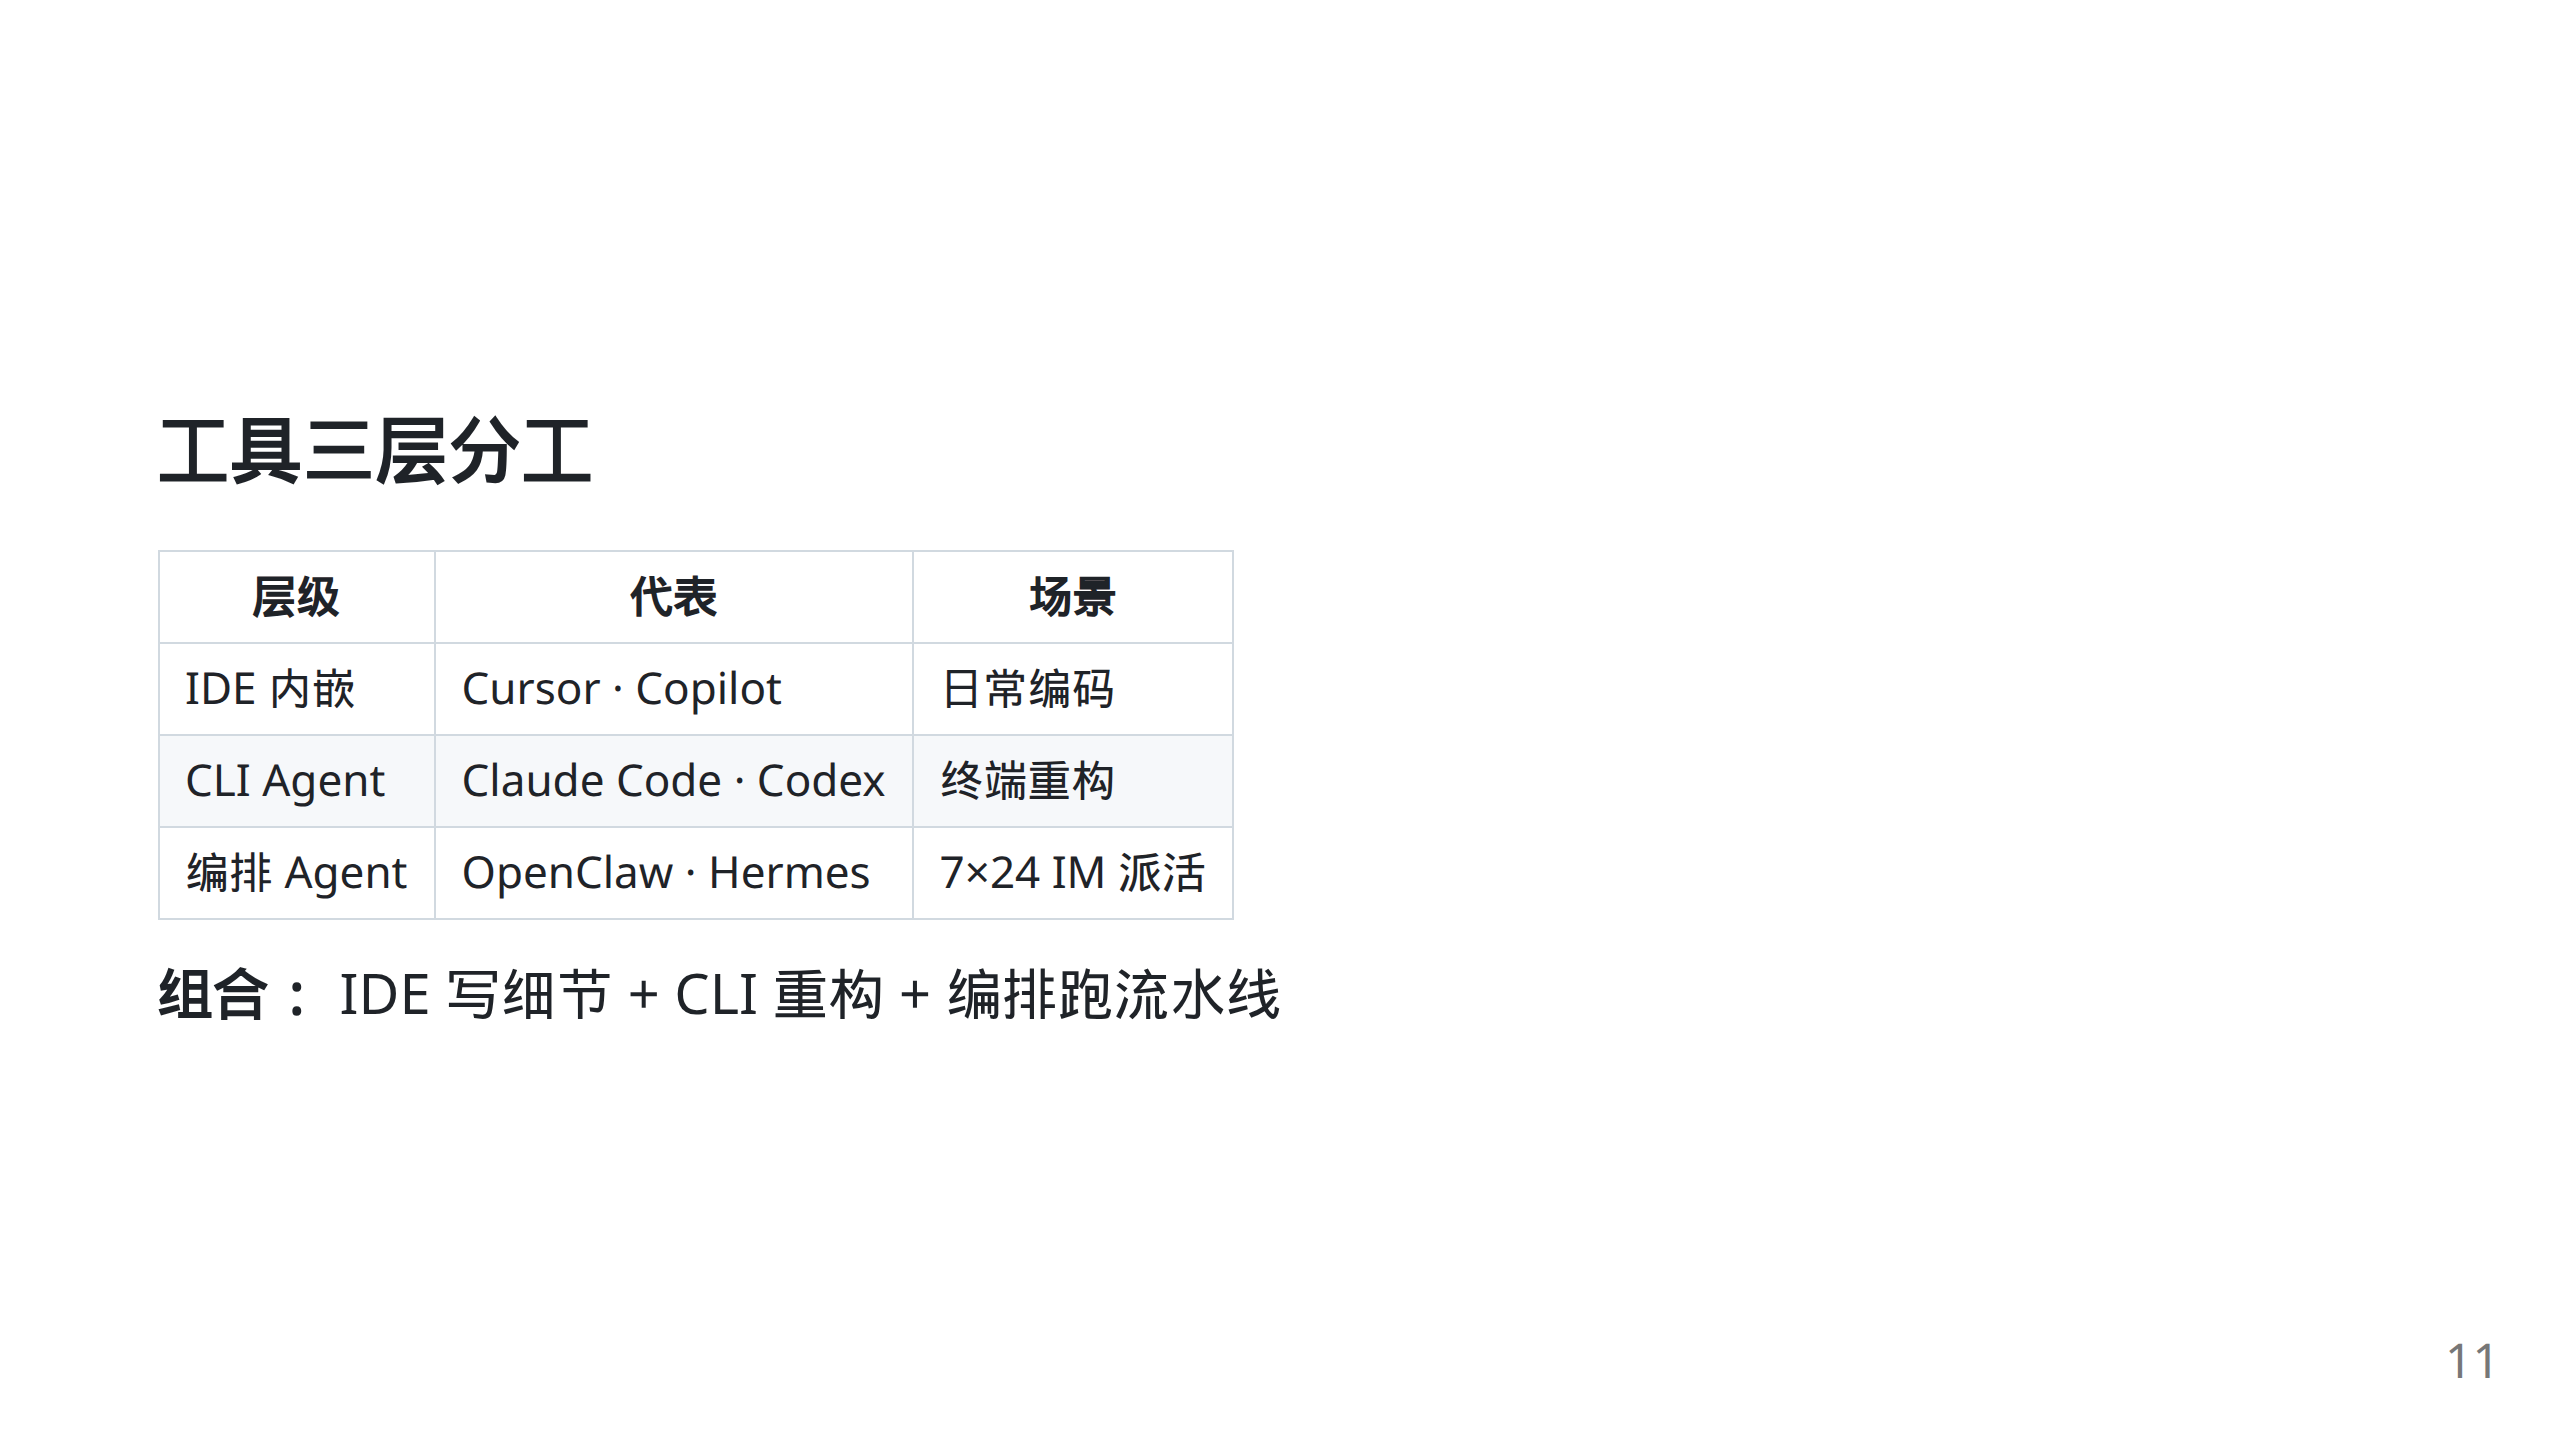 工具三层分工
层级 代表 场景
IDE 内嵌 Cursor · Copilot 日常编码
CLI Agent Claude Code · Codex 终端重构
编排 Agent OpenClaw · Hermes 7×24 IM 派活
组合 ：IDE 写细节 + CLI 重构 + 编排跑流水线
11